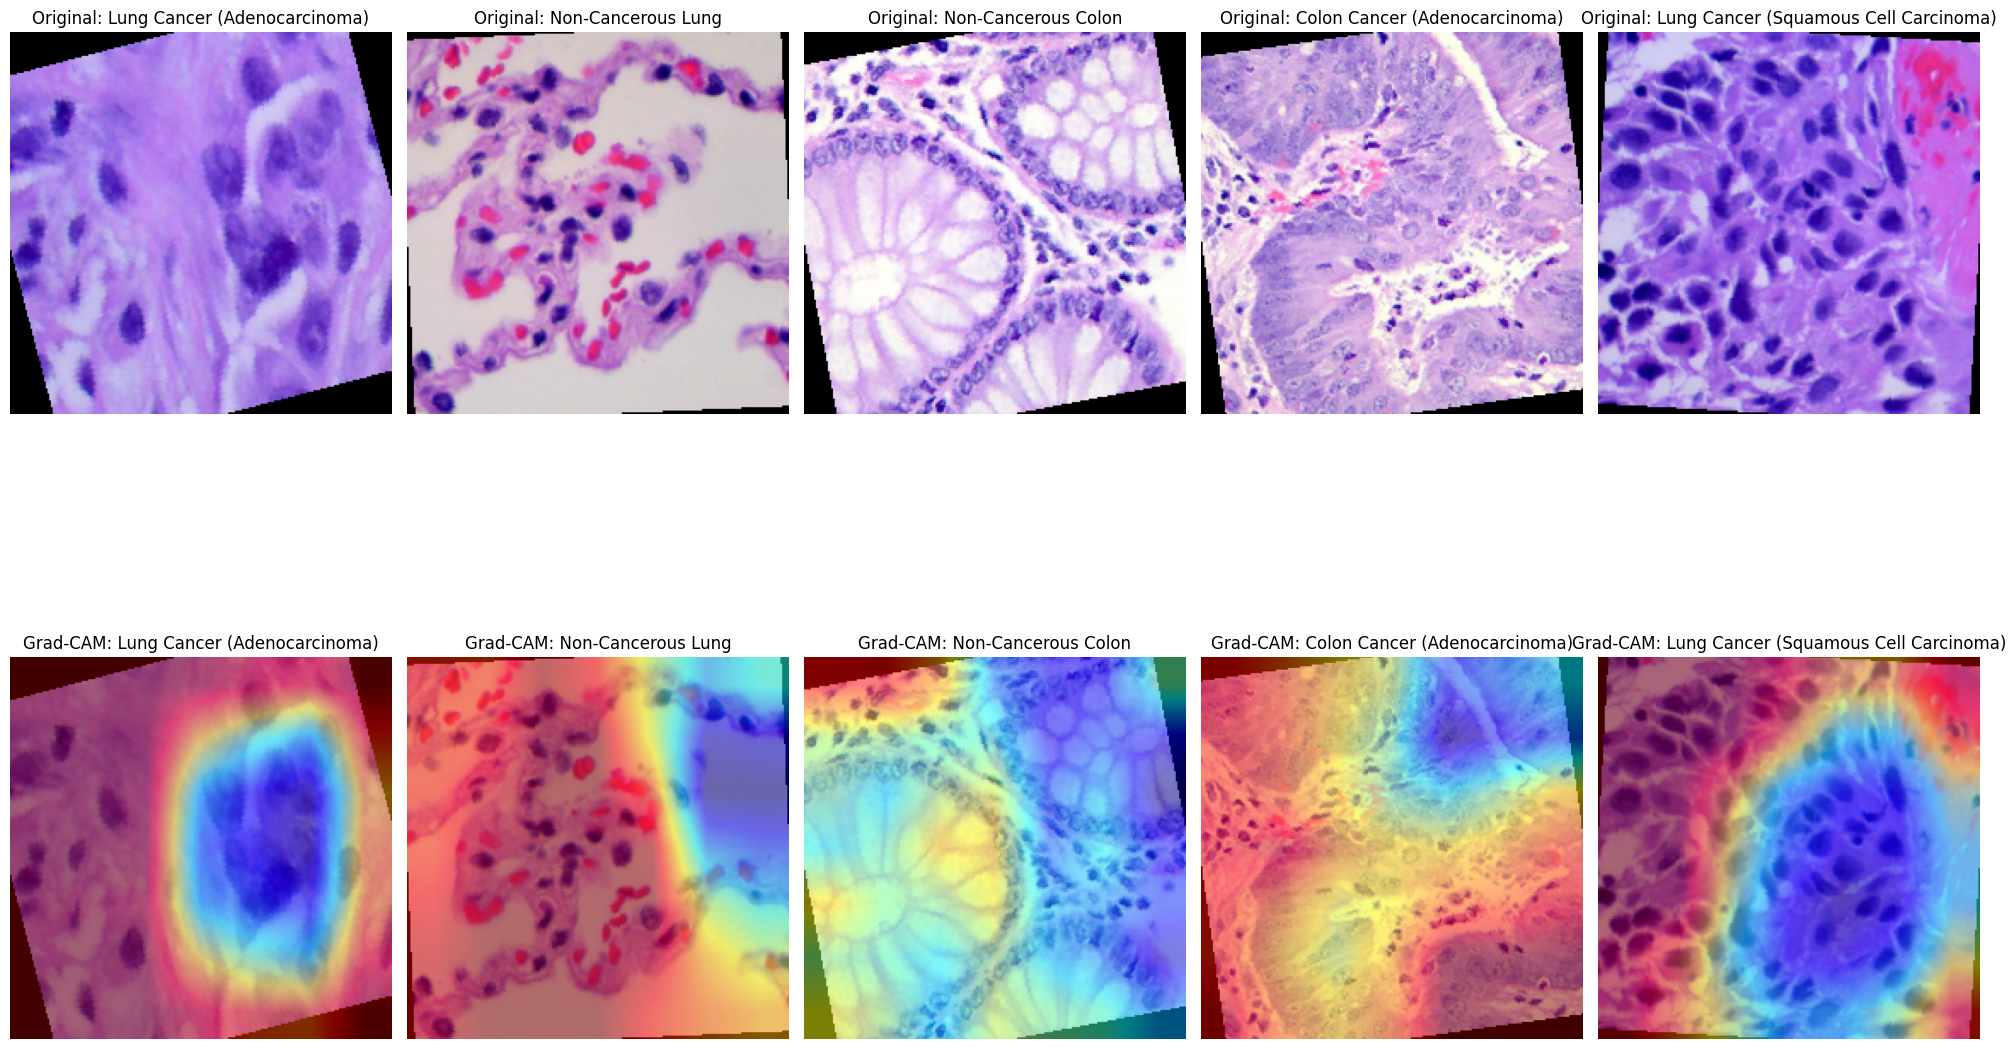 Original: Lung Cancer (Adenocarcinoma)
Original: Non-Cancerous Lung
Original: Non-Cancerous Colon
Original: Colon Cancer (Adenocarcinoma)
Original: Lung Cancer (Squamous Cell Carcinoma)
Grad-CAM: Lung Cancer (Adenocarcinoma)
Grad-CAM: Non-Cancerous Lung
Grad-CAM: Non-Cancerous Colon
Grad-CAM: Colon Cancer (Adenocarcinoma)
Grad-CAM: Lung Cancer (Squamous Cell Carcinoma)